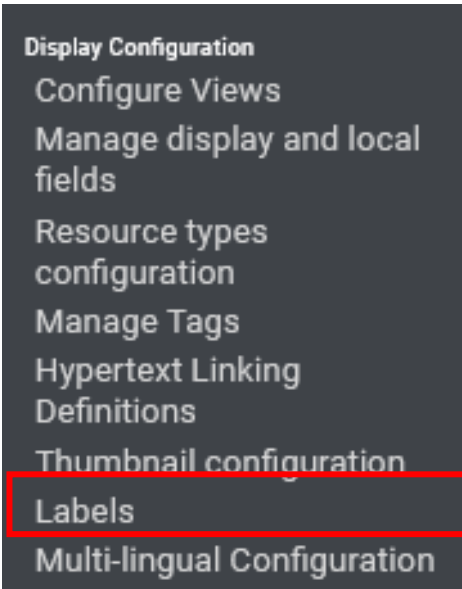 Display Configuration
Configure Views
Manage display and local
fields
Resource types
configuration
Manage Tags
Hypertext Linking
Definitions
Thumbnail configuration
Labels
Multi-lingual Configuration